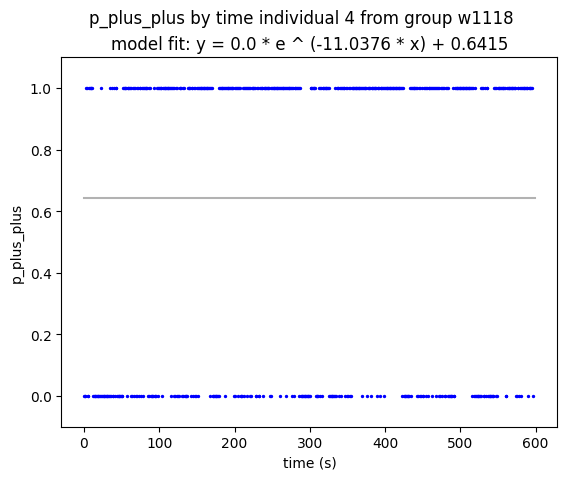 p_plus_plus by time individual 4 from group w1118
model fit: y = 0.0 * e ^ (-11.0376 * x) + 0.6415
1.0
0.8
0.6
0.4
0.2
0.0
p_plus_plus
0 100 200 300 400 500 600
time (s)